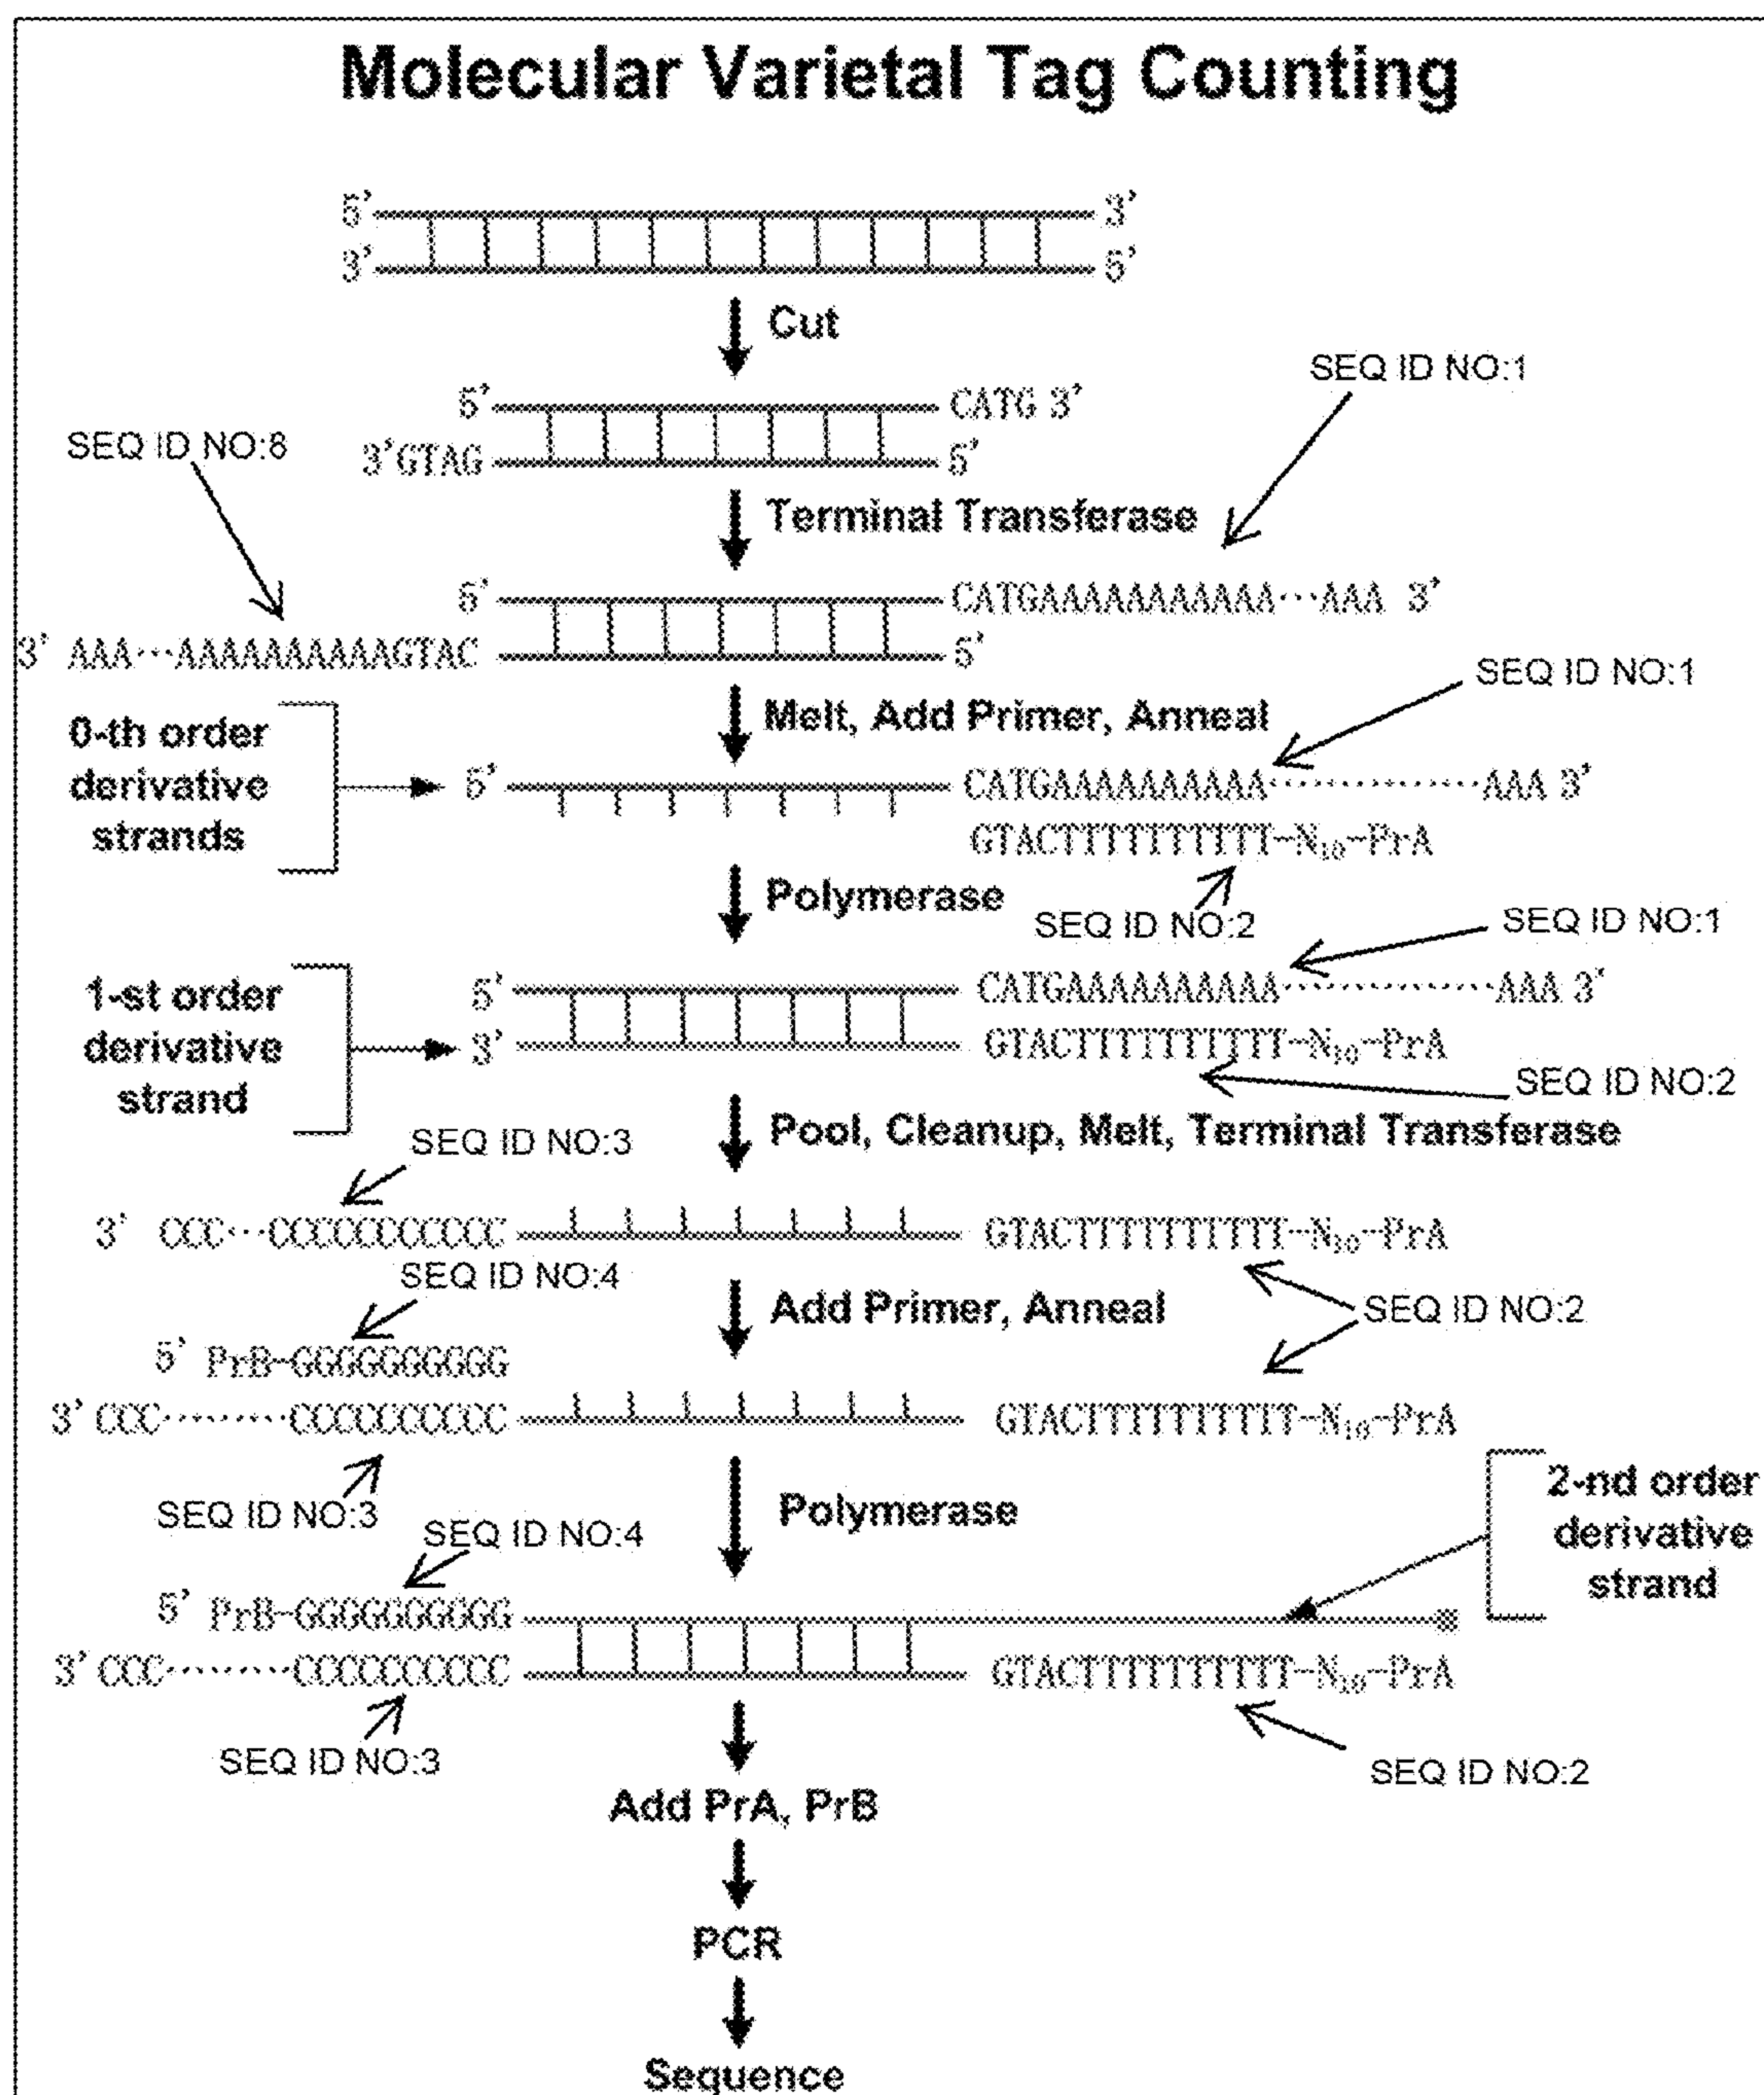 Molecular Varietal Tag Counting
5' 3'
3' 5'
Cut
SEQ ID NO:1
5' CATG 3'
SEQ ID NO:8
3'GTAG 5'
Terminal Transferase
5' CATGAAAAAAAAAAA···AAA 3'
3' AAA···AAAAAAAAAAGTAC 5'
SEQ ID NO:1
Melt, Add Primer, Anneal
0-th order
derivative
strands
5' CATGAAAAAAAAAA··············AAA 3'
GTACTTTTTTTTTT-N10-PrA
Polymerase
SEQ ID NO:2
SEQ ID NO:1
1-st order
derivative
strand
5' CATGAAAAAAAAAA··············AAA 3'
3' GTACTTTTTTTTTT-N10-PrA
SEQ ID NO:2
Pool, Cleanup, Melt, Terminal Transferase
SEQ ID NO:3
3' CCC···CCCCCCCCCCC GTACTTTTTTTTTT-N10-PrA
SEQ ID NO:4
Add Primer, Anneal
SEQ ID NO:2
5' PrB-GGGGGGGGGG
3' CCC·········CCCCCCCCCC GTACTTTTTTTTTT-N10-PrA
SEQ ID NO:3
Polymerase
2-nd order
derivative
strand
SEQ ID NO:4
5' PrB-GGGGGGGGGG
3' CCC·········CCCCCCCCCC GTACTTTTTTTTTT-N10-PrA
SEQ ID NO:3
SEQ ID NO:2
Add PrA, PrB
PCR
Sequence